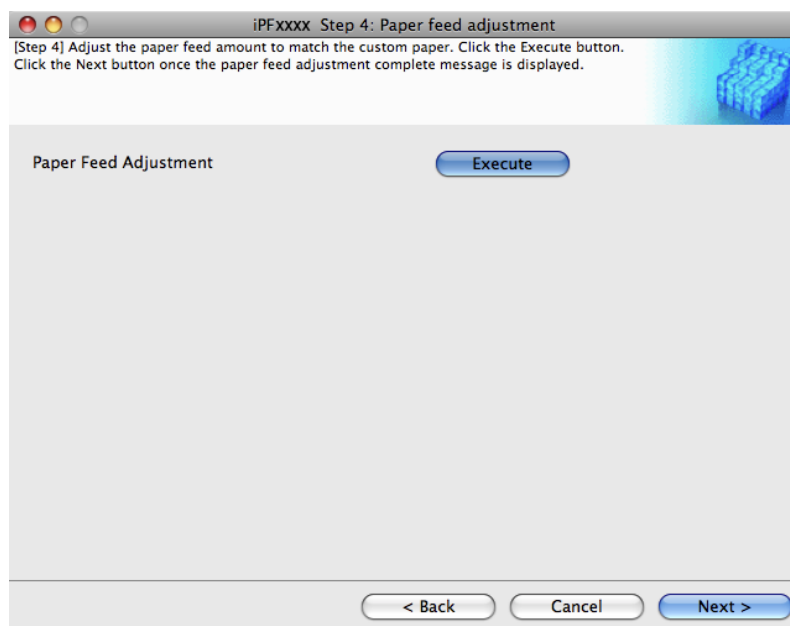 iPFxxxx Step 4: Paper feed adjustment
[Step 4] Adjust the paper feed amount to match the custom paper. Click the Execute button.
Click the Next button once the paper feed adjustment complete message is displayed.
Paper Feed Adjustment Execute
< Back Cancel Next >